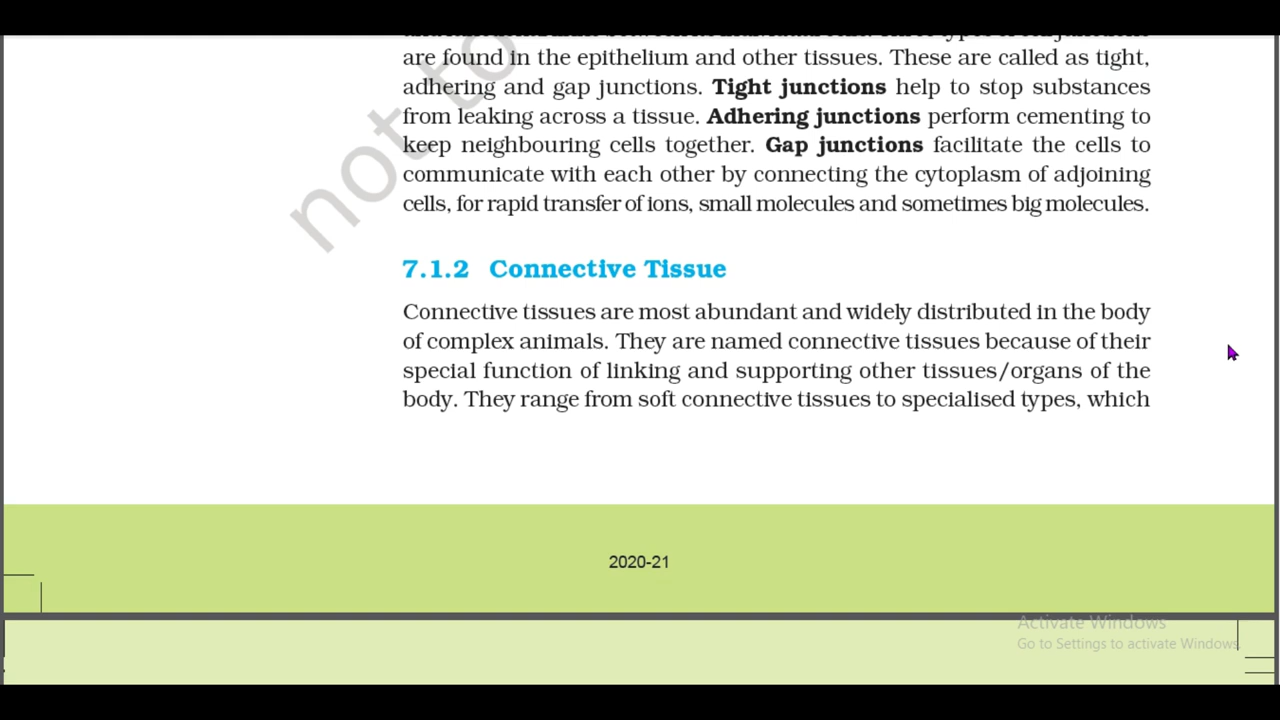 are found in the epithelium and other tissues. These are called as tight,
adhering and gap junctions. Tight junctions help to stop substances
from leaking across a tissue. Adhering junctions perform cementing to
keep neighbouring cells together. Gap junctions facilitate the cells to
communicate with each other by connecting the cytoplasm of adjoining
cells, for rapid transfer of ions, small molecules and sometimes big molecules.
not to
7.1.2 Connective Tissue
Connective tissues are most abundant and widely distributed in the body
of complex animals. They are named connective tissues because of their
special function of linking and supporting other tissues/organs of the
body. They range from soft connective tissues to specialised types, which
2020-21
Activate Windows
Go to Settings to activate Windows.